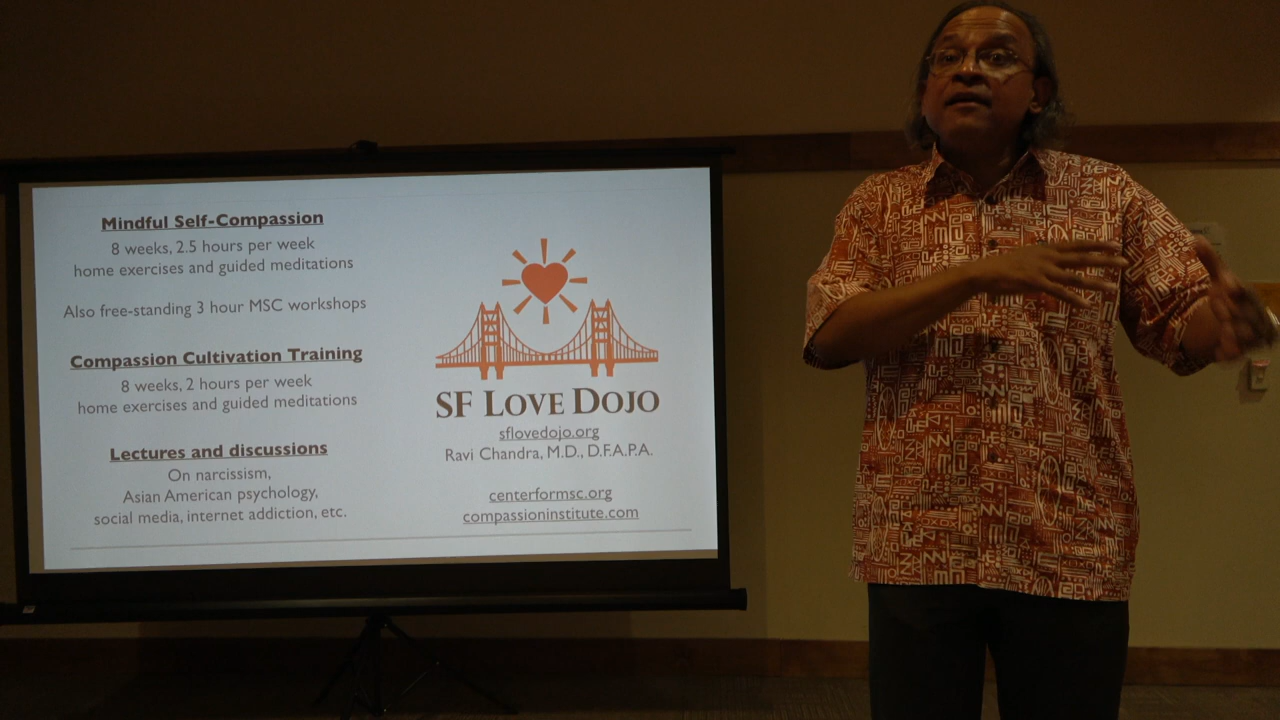 Mindful Self-Compassion
8 weeks, 2.5 hours per week
home exercises and guided meditations
Also free-standing 3 hour MSC workshops
Compassion Cultivation Training
8 weeks, 2 hours per week
home exercises and guided meditations
Lectures and discussions
On narcissism,
Asian American psychology,
social media, internet addiction, etc.
SF LOVE DOJO
sflovedojo.org
Ravi Chandra, M.D., D.F.A.P.A.
centerformsc.org
compassioninstitute.com